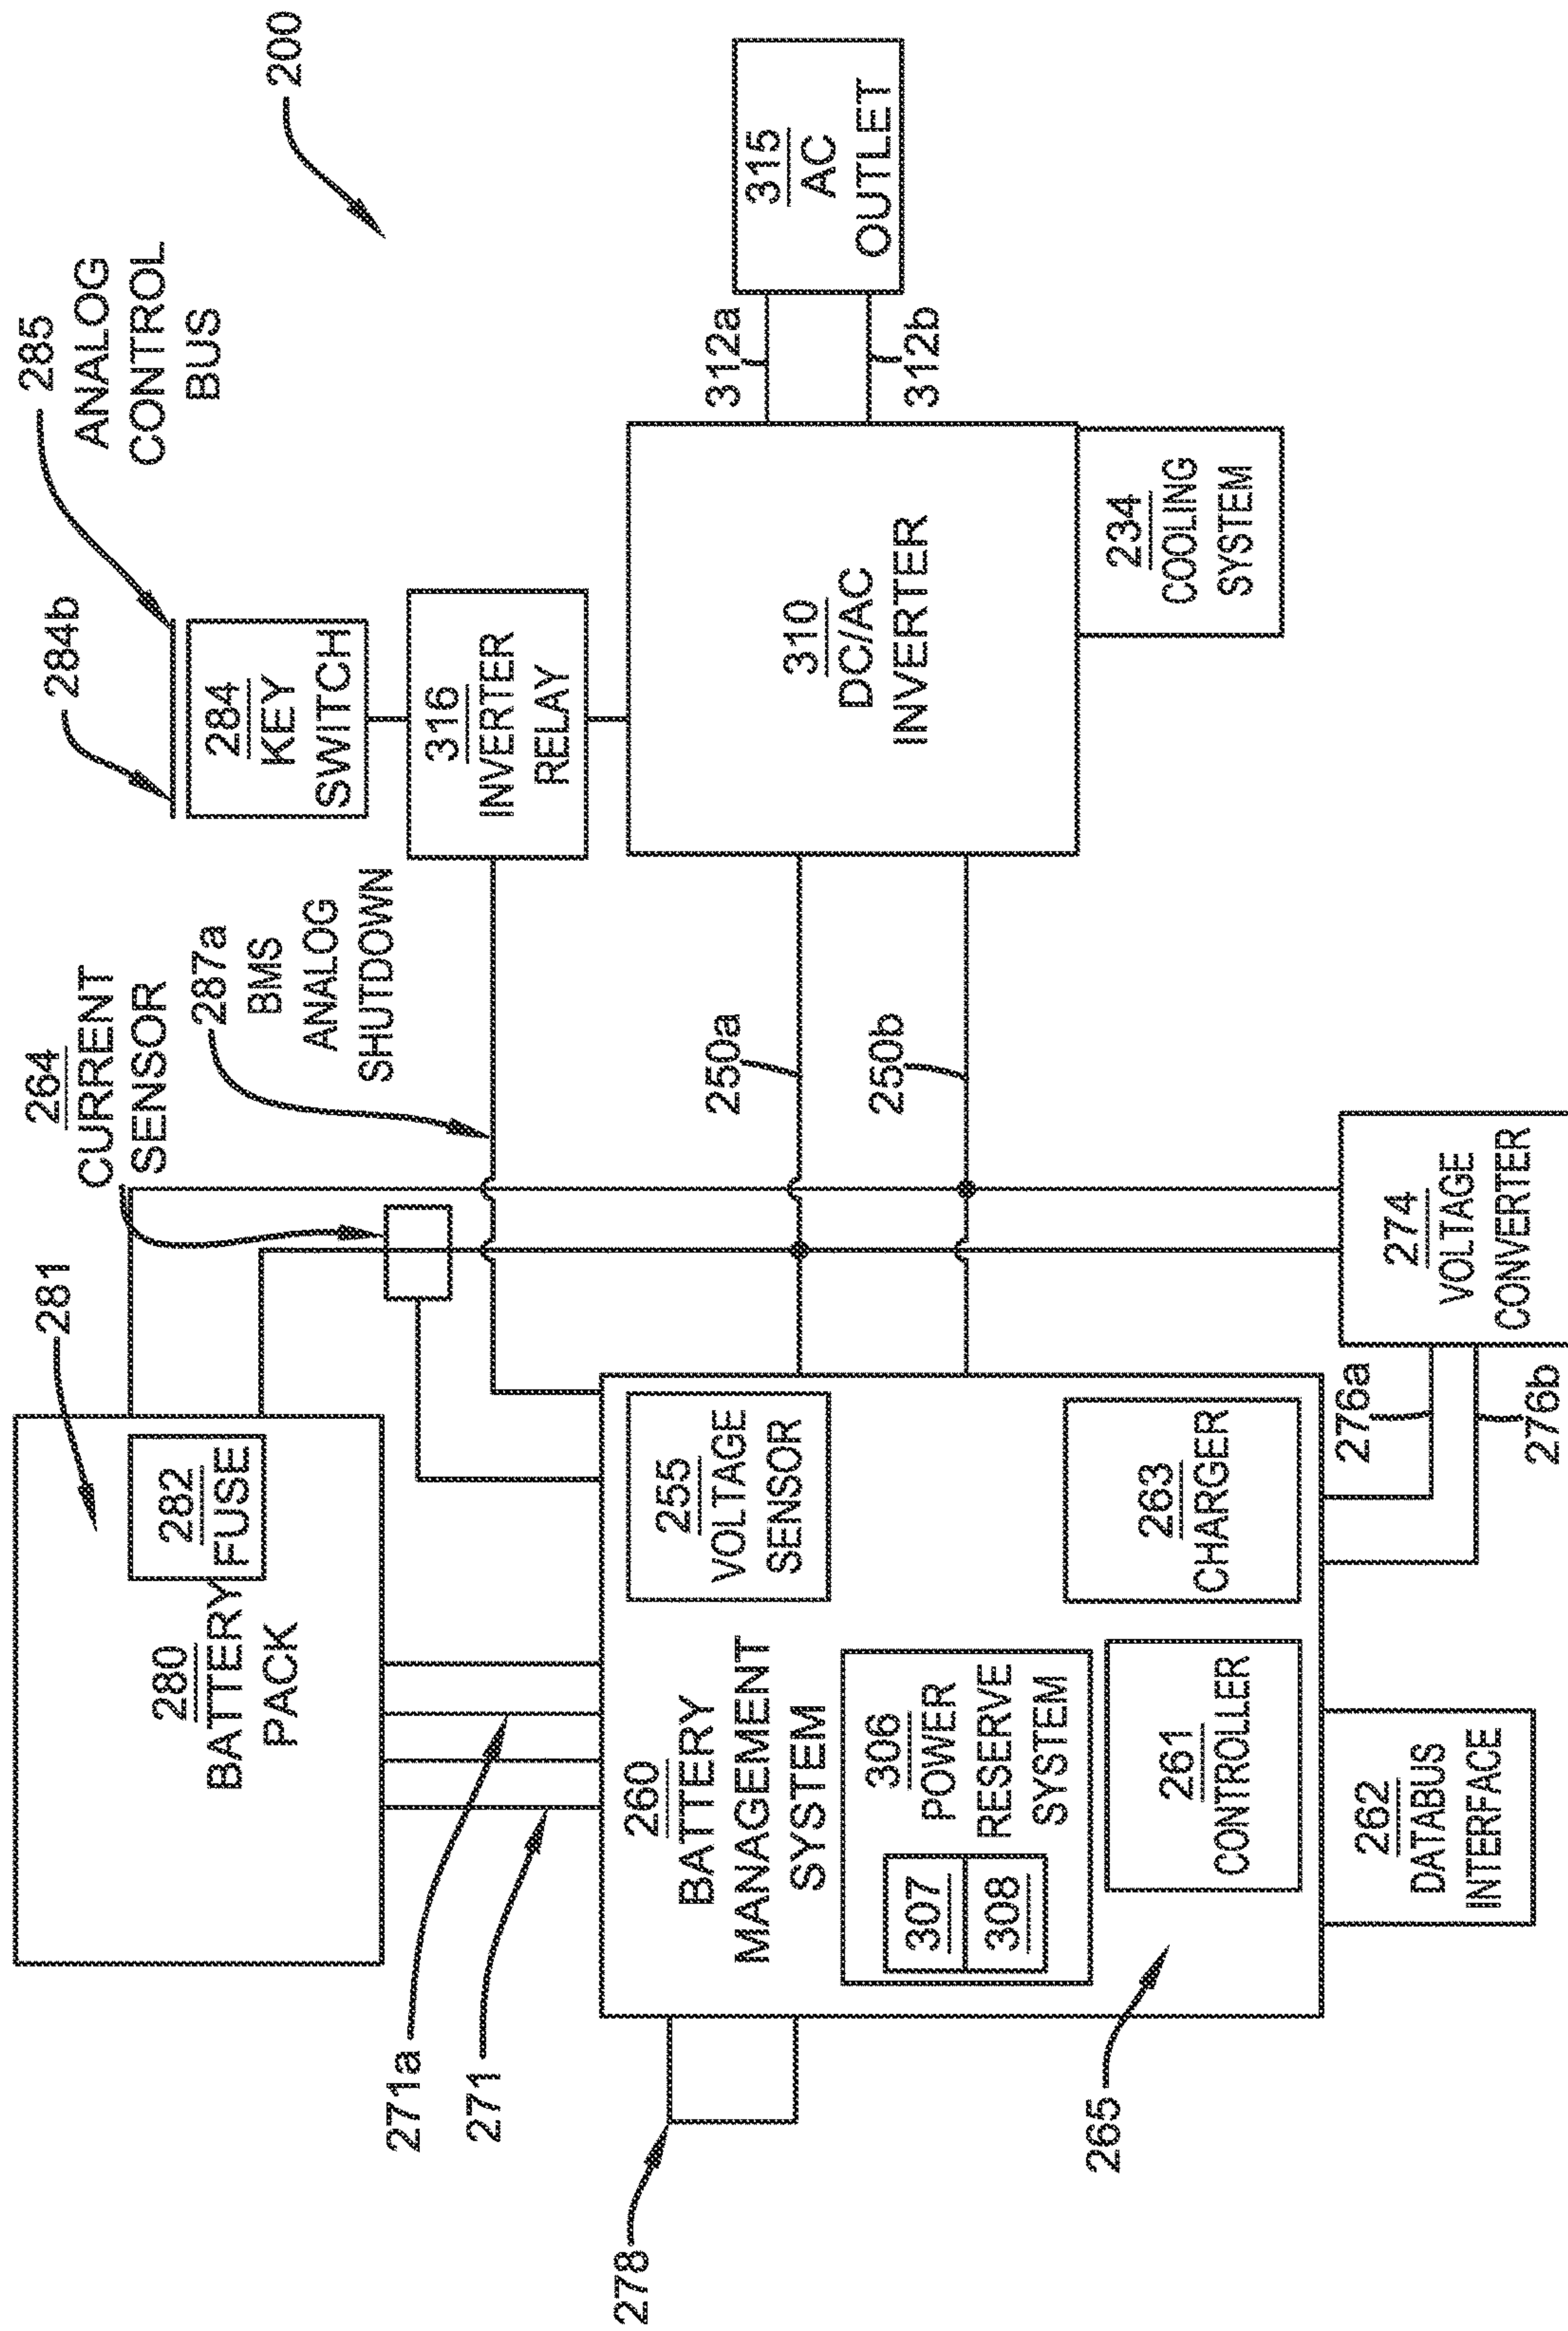 200
285
ANALOG
CONTROL
BUS
284b
284
KEY
SWITCH
264
CURRENT
SENSOR
287a
BMS
ANALOG
SHUTDOWN
316
INVERTER
RELAY
281
282
FUSE
280
BATTERY
PACK
271a
271
278
260
BATTERY
MANAGEMENT
SYSTEM
255
VOLTAGE
SENSOR
306
POWER
RESERVE
SYSTEM
307
308
263
CHARGER
261
CONTROLLER
265
262
DATABUS
INTERFACE
276a
276b
274
VOLTAGE
CONVERTER
250a
250b
310
DC/AC
INVERTER
234
COOLING
SYSTEM
312a
312b
315
AC
OUTLET